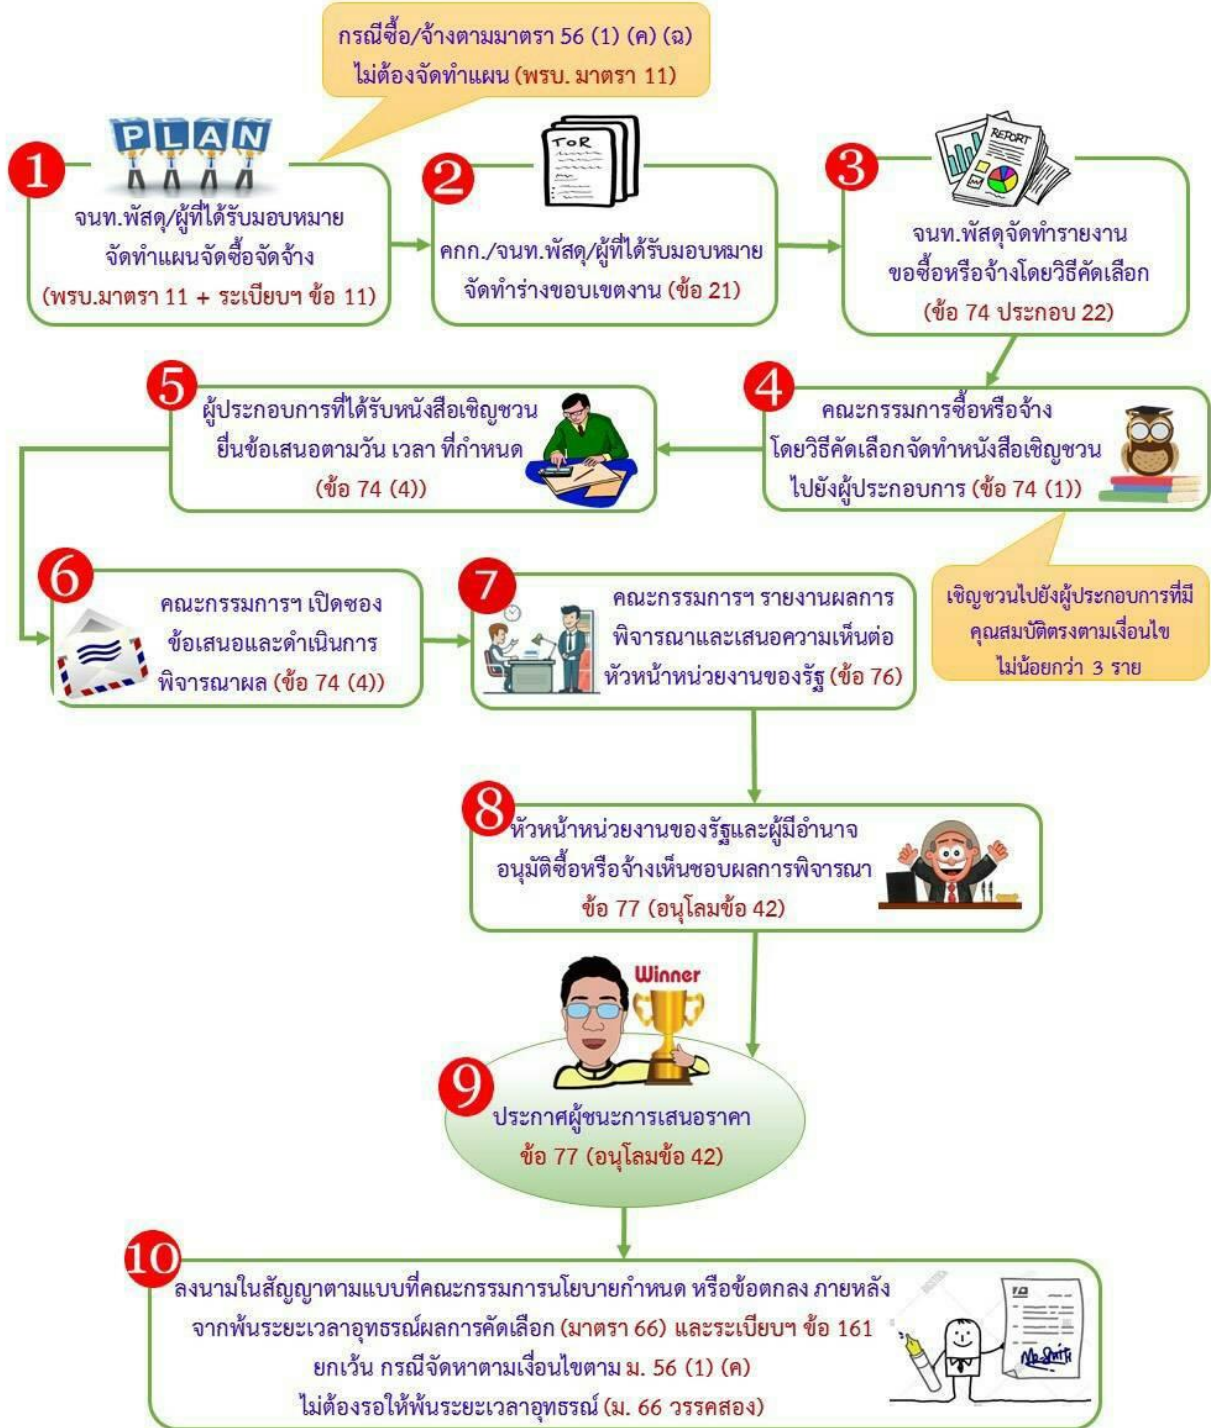 กรณีซื้อ/จ้างตามมาตรา 56 (1) (ค) (ฉ)
ไม่ต้องจัดทำแผน (พรบ. มาตรา 11)
1
PLAN
จนท.พัสดุ/ผู้ที่ได้รับมอบหมาย
จัดทำแผนจัดซื้อจัดจ้าง
(พรบ.มาตรา 11 + ระเบียบฯ ข้อ 11)
2
TOR
คกก./จนท.พัสดุ/ผู้ที่ได้รับมอบหมาย
จัดทำร่างขอบเขตงาน (ข้อ 21)
3
REPORT
จนท.พัสดุจัดทำรายงาน
ขอซื้อหรือจ้างโดยวิธีคัดเลือก
(ข้อ 74 ประกอบ 22)
4
คณะกรรมการซื้อหรือจ้าง
โดยวิธีคัดเลือกจัดทำหนังสือเชิญชวน
ไปยังผู้ประกอบการ (ข้อ 74 (1))
เชิญชวนไปยังผู้ประกอบการที่มี
คุณสมบัติตรงตามเงื่อนไข
ไม่น้อยกว่า 3 ราย
5
ผู้ประกอบการที่ได้รับหนังสือเชิญชวน
ยื่นข้อเสนอตามวัน เวลา ที่กำหนด
(ข้อ 74 (4))
6
คณะกรรมการฯ เปิดซอง
ข้อเสนอและดำเนินการ
พิจารณาผล (ข้อ 74 (4))
7
คณะกรรมการฯ รายงานผลการ
พิจารณาและเสนอความเห็นต่อ
หัวหน้าหน่วยงานของรัฐ (ข้อ 76)
8
หัวหน้าหน่วยงานของรัฐและผู้มีอำนาจ
อนุมัติซื้อหรือจ้างเห็นชอบผลการพิจารณา
ข้อ 77 (อนุโลมข้อ 42)
Winner
9
ประกาศผู้ชนะการเสนอราคา
ข้อ 77 (อนุโลมข้อ 42)
10
ลงนามในสัญญาตามแบบที่คณะกรรมการนโยบายกำหนด หรือข้อตกลง ภายหลัง
จากพ้นระยะเวลาอุทธรณ์ผลการคัดเลือก (มาตรา 66) และระเบียบฯ ข้อ 161
ยกเว้น กรณีจัดหาตามเงื่อนไขตาม ม. 56 (1) (ค)
ไม่ต้องรอให้พ้นระยะเวลาอุทธรณ์ (ม. 66 วรรคสอง)